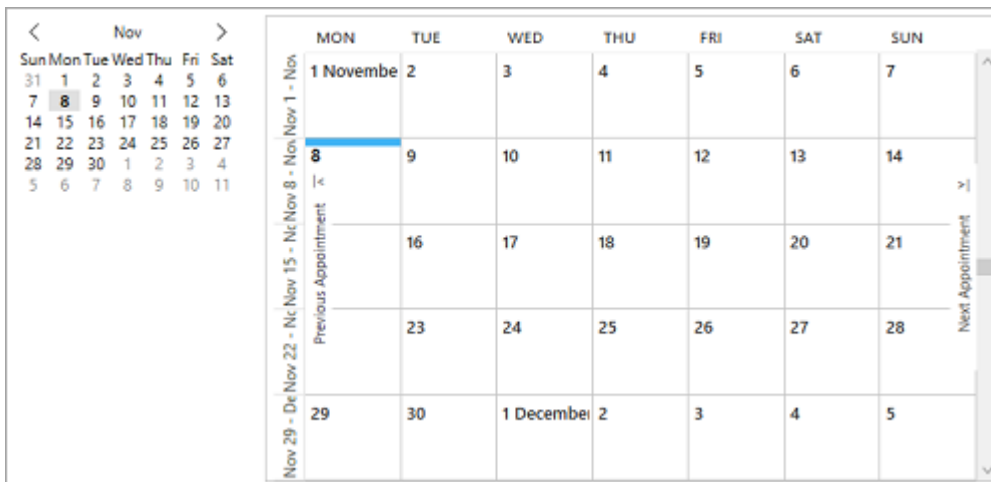 Nov
Sun Mon Tue Wed Thu Fri Sat
31 1 2 3 4 5 6
7 8 9 10 11 12 13
14 15 16 17 18 19 20
21 22 23 24 25 26 27
28 29 30 1 2 3 4
5 6 7 8 9 10 11
MON TUE WED THU FRI SAT SUN
Nov 1 - Nov
1 Novembe 2 3 4 5 6 7
Nov 8 - Nov
8 9 10 11 12 13 14
|< Previous Appointment
>| Next Appointment
Nov 15 - Nc
16 17 18 19 20 21
Nov 22 - Nc
23 24 25 26 27 28
Nov 29 - De
29 30 1 December 2 3 4 5